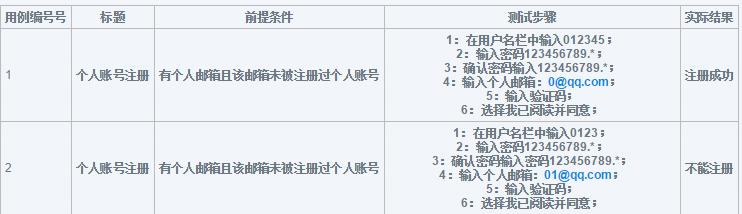 用例编号号 标题 前提条件 测试步骤 实际结果
1 个人账号注册 有个人邮箱且该邮箱未被注册过个人账号 1：在用户名栏中输入012345；
2：输入密码123456789.*；
3：确认密码输入123456789.*；
4：输入个人邮箱：0@qq.com；
5：输入验证码；
6：选择我已阅读并同意；
注册成功
2 个人账号注册 有个人邮箱且该邮箱未被注册过个人账号 1：在用户名栏中输入0123；
2：输入密码123456789.*；
3：确认密码输入密码123456789.*；
4：输入个人邮箱：01@qq.com；
5：输入验证码；
6：选择我已阅读并同意；
不能注册